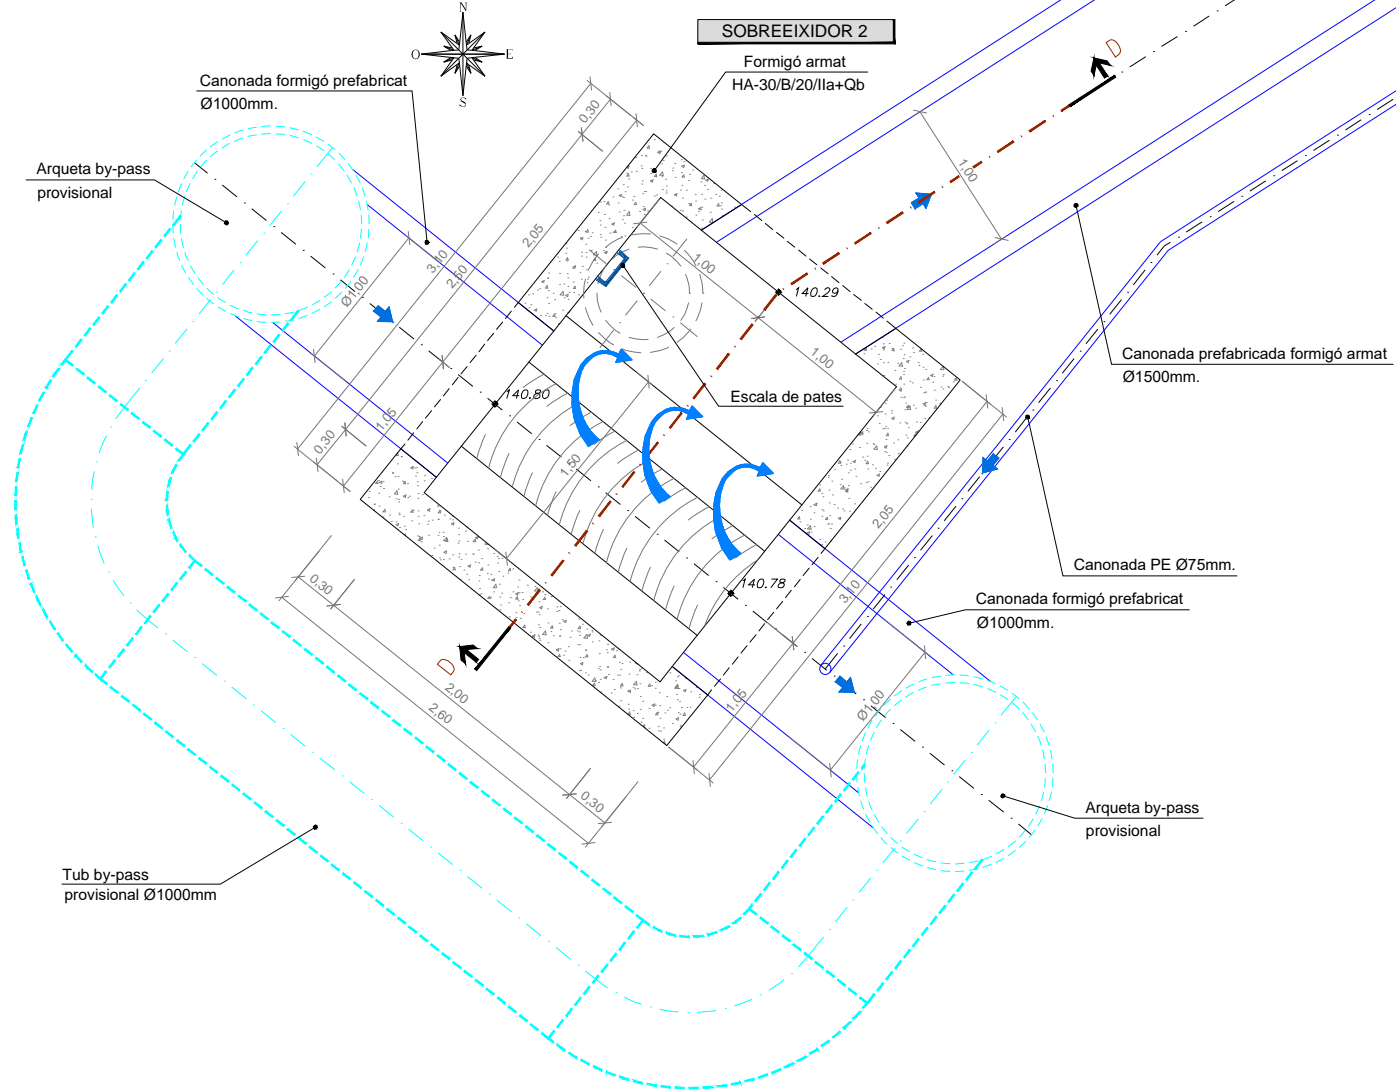 N
SOBREEIXIDOR 2
O
E
S
D
Formigó armat
HA-30/B/20/IIa+Qb
Canonada formigó prefabricat
Ø1000mm.
0,30
Arqueta by-pass
provisional
1,00
2,05
3,10
2,60
1,00
Ø1,00
140.29
1,00
Canonada prefabricada formigó armat
Ø1500mm.
140.80
Escala de pates
1,05
0,30
1,50
2,05
Canonada PE Ø75mm.
140.78
0,30
3,10
Canonada formigó prefabricat
Ø1000mm.
D
2,00
2,60
1,05
Ø1,00
0,30
Arqueta by-pass
provisional
Tub by-pass
provisional Ø1000mm